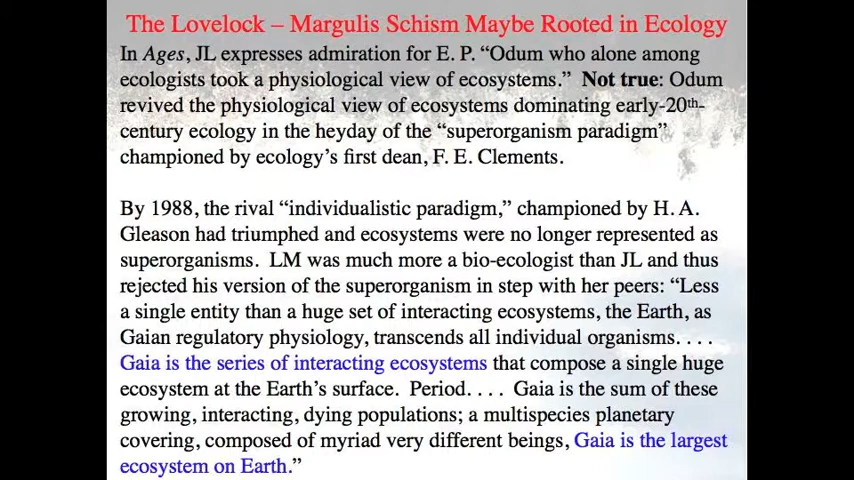 The Lovelock – Margulis Schism Maybe Rooted in Ecology
In Ages, JL expresses admiration for E. P. “Odum who alone among
ecologists took a physiological view of ecosystems.” Not true: Odum
revived the physiological view of ecosystems dominating early-20th-
century ecology in the heyday of the “superorganism paradigm”
championed by ecology’s first dean, F. E. Clements.
By 1988, the rival “individualistic paradigm,” championed by H. A.
Gleason had triumphed and ecosystems were no longer represented as
superorganisms. LM was much more a bio-ecologist than JL and thus
rejected his version of the superorganism in step with her peers: “Less
a single entity than a huge set of interacting ecosystems, the Earth, as
Gaian regulatory physiology, transcends all individual organisms. . . .
Gaia is the series of interacting ecosystems that compose a single huge
ecosystem at the Earth’s surface. Period. . . . Gaia is the sum of these
growing, interacting, dying populations; a multispecies planetary
covering, composed of myriad very different beings, Gaia is the largest
ecosystem on Earth.”